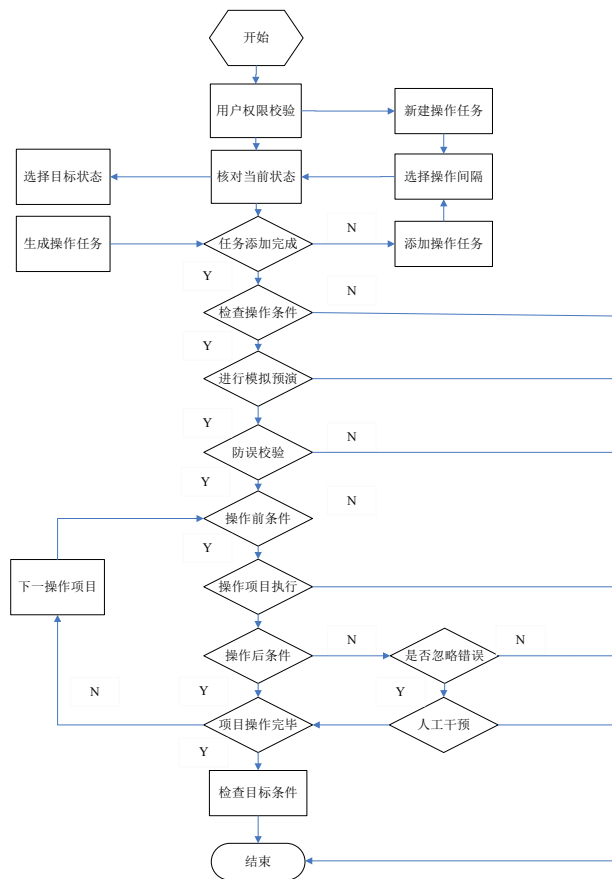 开始
用户权限校验
新建操作任务
选择目标状态
核对当前状态
选择操作间隔
生成操作任务
任务添加完成
N
添加操作任务
Y
检查操作条件
N
Y
进行模拟预演
Y
防误校验
N
Y
操作前条件
N
Y
下一操作项目
操作项目执行
操作后条件
N
是否忽略错误
N
N
Y
Y
项目操作完毕
人工干预
Y
检查目标条件
结束